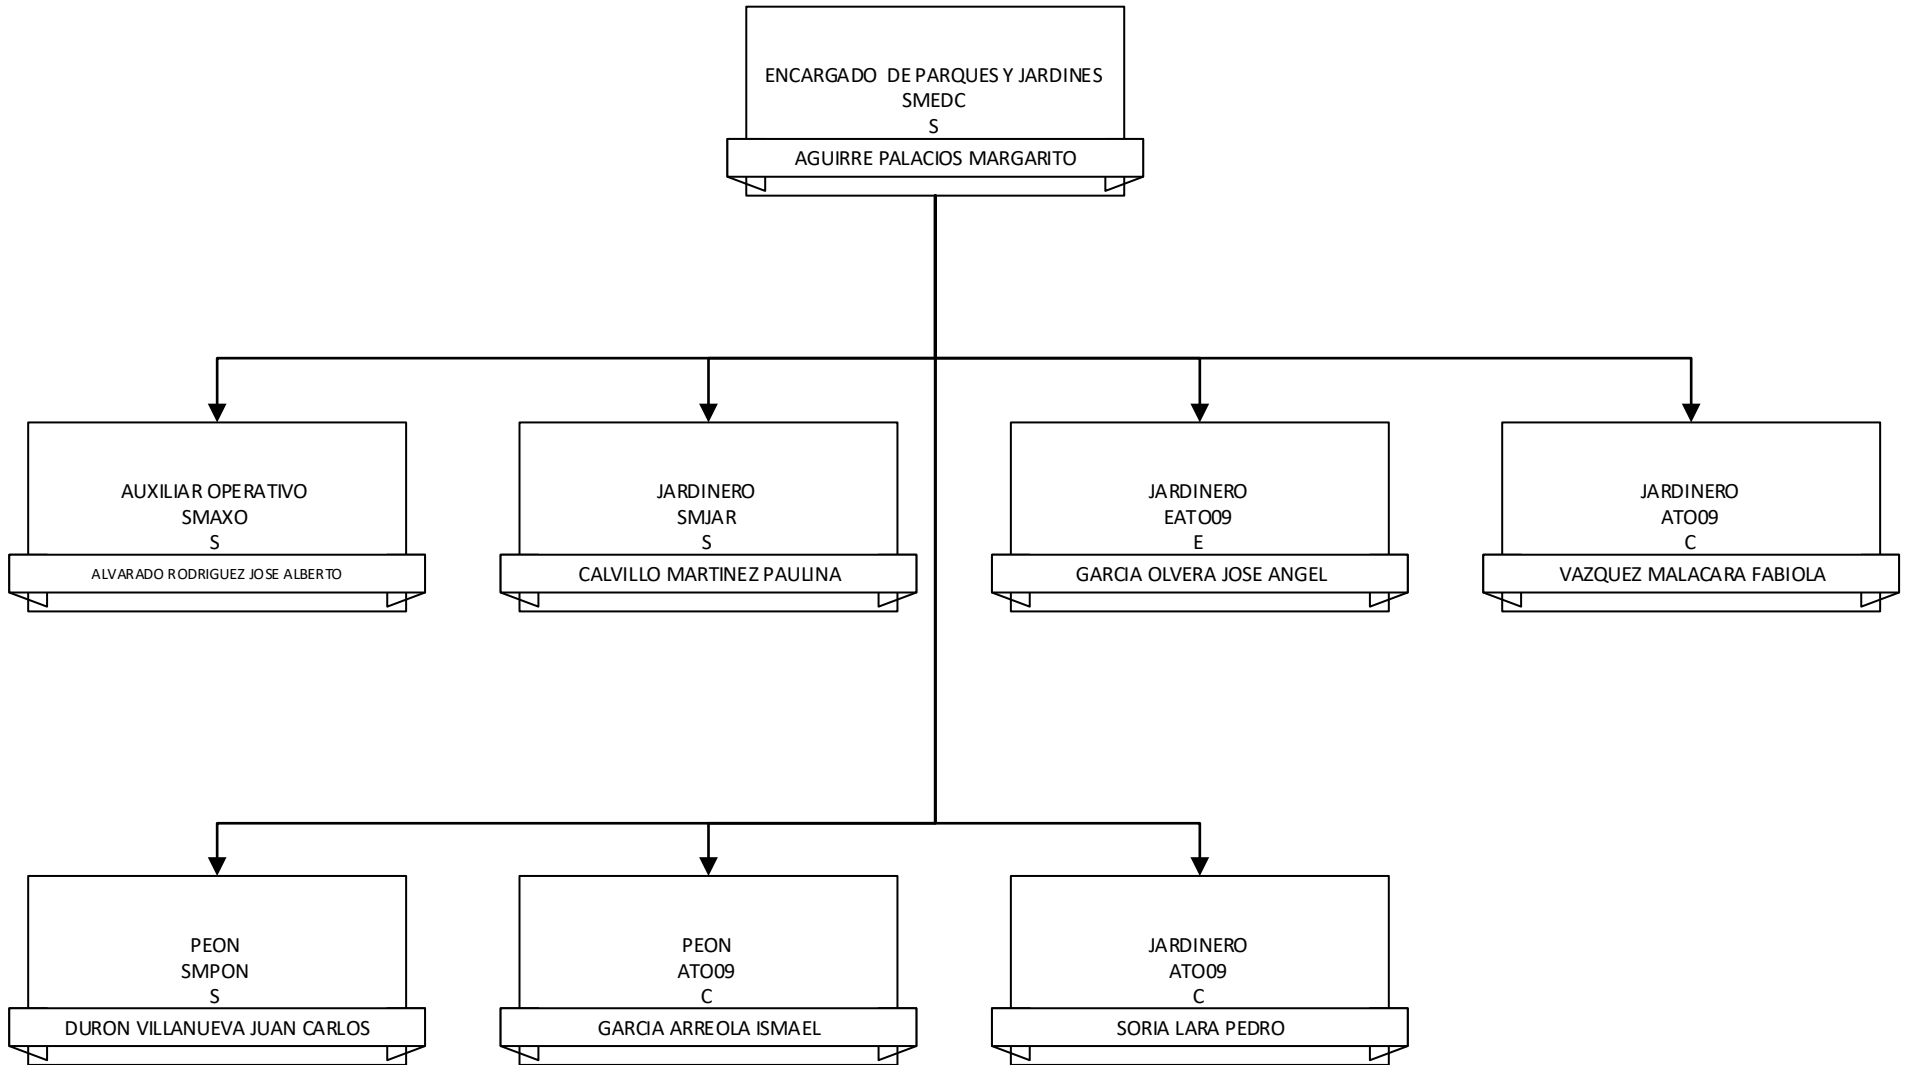 ENCARGADO DE PARQUES Y JARDINES
SMEDC
S
AGUIRRE PALACIOS MARGARITO
AUXILIAR OPERATIVO
SMAXO
S
ALVARADO RODRIGUEZ JOSE ALBERTO
JARDINERO
SMJAR
S
CALVILLO MARTINEZ PAULINA
JARDINERO
EATO09
E
GARCIA OLVERA JOSE ANGEL
JARDINERO
ATO09
C
VAZQUEZ MALACARA FABIOLA
PEON
SMPON
S
DURON VILLANUEVA JUAN CARLOS
PEON
ATO09
C
GARCIA ARREOLA ISMAEL
JARDINERO
ATO09
C
SORIA LARA PEDRO